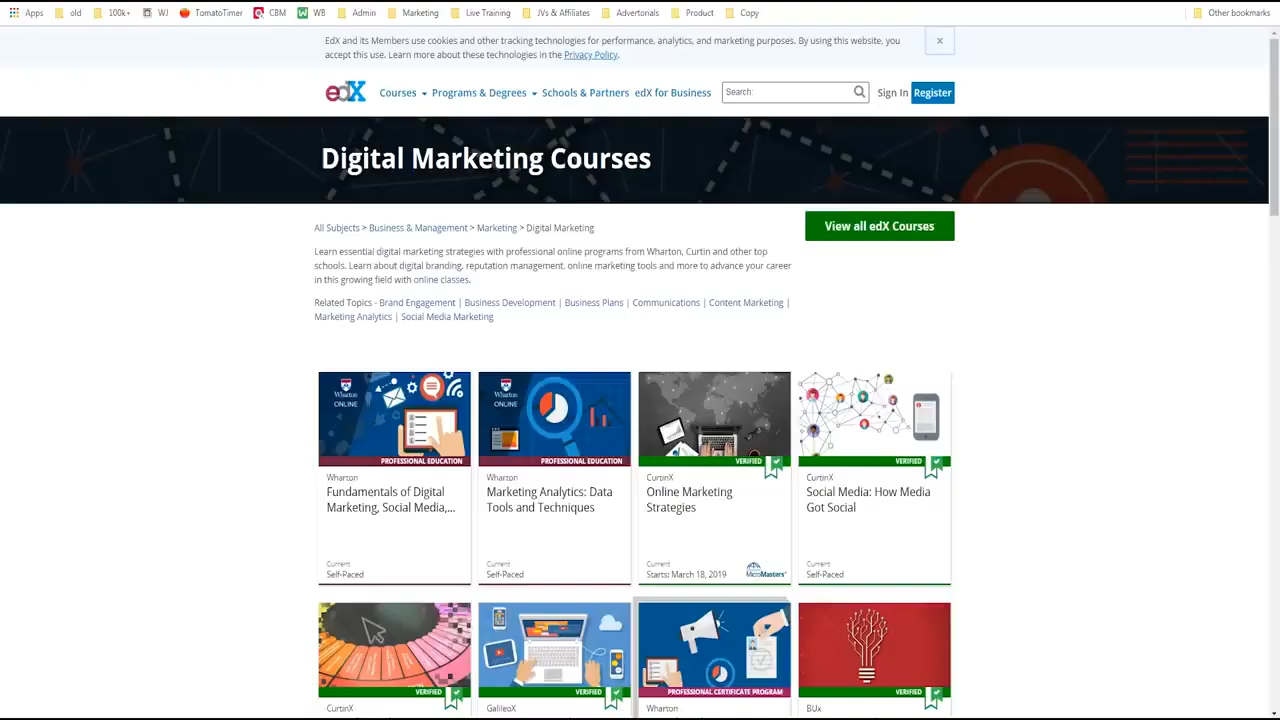 Apps old 100k+ WJ TomatoTimer CBM WB Admin Marketing Live Training JVs & Affiliates Advertorials Product Copy Other bookmarks
EdX and its Members use cookies and other tracking technologies for performance, analytics, and marketing purposes. By using this website, you
accept this use. Learn more about these technologies in the Privacy Policy.
x
edX Courses Programs & Degrees Schools & Partners edX for Business Search: Sign In Register
Digital Marketing Courses
All Subjects > Business & Management > Marketing > Digital Marketing
View all edX Courses
Learn essential digital marketing strategies with professional online programs from Wharton, Curtin and other top
schools. Learn about digital branding, reputation management, online marketing tools and more to advance your career
in this growing field with online classes.
Related Topics - Brand Engagement | Business Development | Business Plans | Communications | Content Marketing |
Marketing Analytics | Social Media Marketing
Wharton
ONLINE
PROFESSIONAL EDUCATION
Wharton
Fundamentals of Digital
Marketing, Social Media,...
Current
Self-Paced
Wharton
ONLINE
PROFESSIONAL EDUCATION
Wharton
Marketing Analytics: Data
Tools and Techniques
Current
Self-Paced
VERIFIED
CurtinX
Online Marketing
Strategies
Current
Starts: March 18, 2019
MicroMasters®
VERIFIED
CurtinX
Social Media: How Media
Got Social
Current
Self-Paced
VERIFIED
CurtinX
VERIFIED
GalileoX
PROFESSIONAL CERTIFICATE PROGRAM
Wharton
VERIFIED
BUx